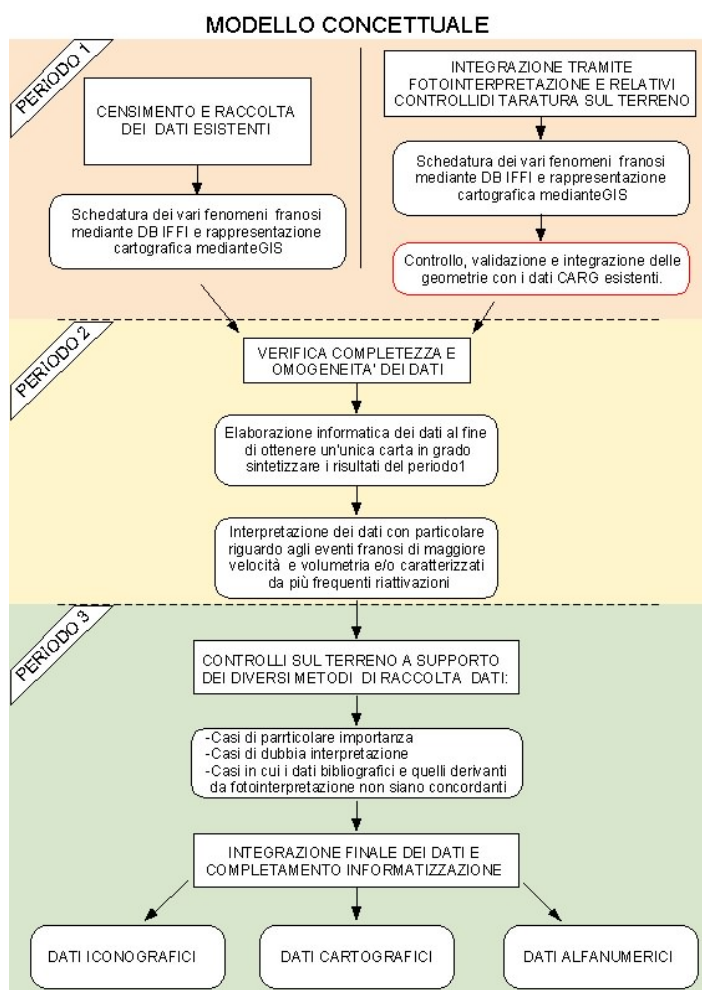 MODELLO CONCETTUALE
PERIODO 1
CENSIMENTO E RACCOLTA
DEI DATI ESISTENTI
Schedatura dei vari fenomeni franosi
mediante DB IFFI e rappresentazione
cartografica medianteGIS
INTEGRAZIONE TRAMITE
FOTOINTERPRETAZIONE E RELATIVI
CONTROLLIDI TARATURA SUL TERRENO
Schedatura dei vari fenomeni franosi
mediante DB IFFI e rappresentazione
cartografica medianteGIS
Controllo, validazione e integrazione delle
geometrie con i dati CARG esistenti.
PERIODO 2
VERIFICA COMPLETEZZA E
OMOGENEITA' DEI DATI
Elaborazione informatica dei dati al fine
di ottenere un'unica carta in grado
sintetizzare i risultati del periodo1
Interpretazione dei dati con particolare
riguardo agli eventi franosi di maggiore
velocità e volumetria e/o caratterizzati
da più frequenti riattivazioni
PERIODO 3
CONTROLLI SUL TERRENO A SUPPORTO
DEI DIVERSI METODI DI RACCOLTA DATI:
-Casi di parrticolare importanza
-Casi di dubbia interpretazione
-Casi in cui i dati bibliografici e quelli derivanti
da fotointerpretazione non siano concordanti
INTEGRAZIONE FINALE DEI DATI E
COMPLETAMENTO INFORMATIZZAZIONE
DATI ICONOGRAFICI
DATI CARTOGRAFICI
DATI ALFANUMERICI